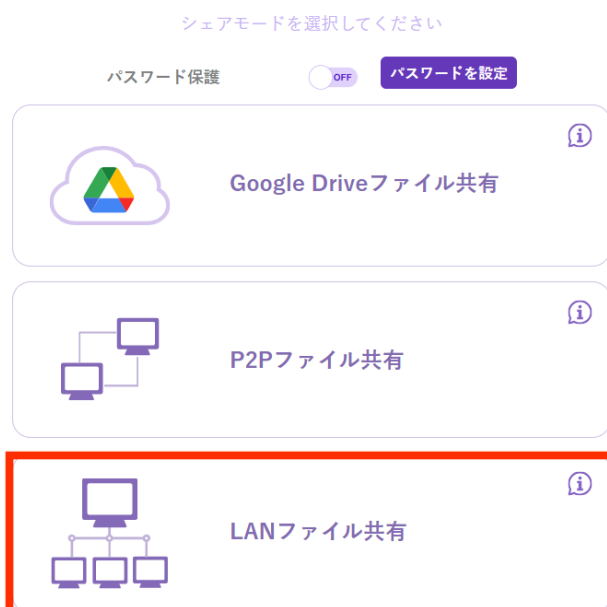 シェアモードを選択してください
パスワード保護 OFF パスワードを設定
Google Driveファイル共有
P2Pファイル共有
LANファイル共有